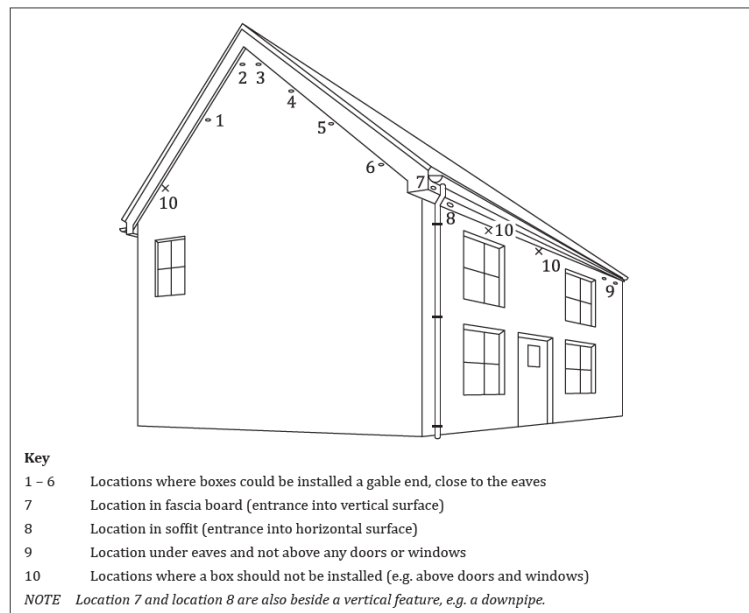 2 3
4
1
5
6
7
10
8
10
10
9
Key
1 – 6 Locations where boxes could be installed a gable end, close to the eaves
7 Location in fascia board (entrance into vertical surface)
8 Location in soffit (entrance into horizontal surface)
9 Location under eaves and not above any doors or windows
10 Locations where a box should not be installed (e.g. above doors and windows)
NOTE Location 7 and location 8 are also beside a vertical feature, e.g. a downpipe.